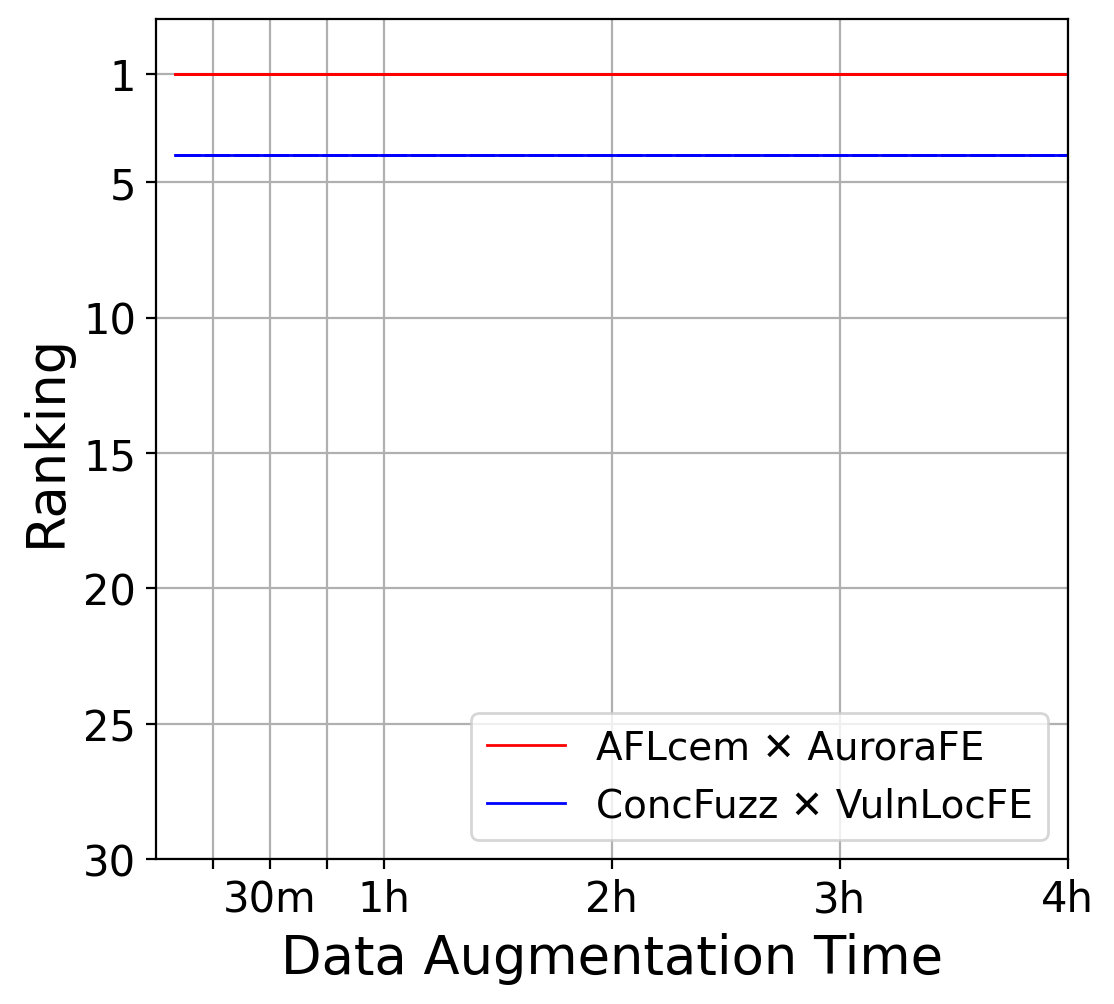 1
5
10
15
20
25
30
Ranking
AFLcem × AuroraFE
ConcFuzz × VulnLocFE
30m 1h 2h 3h 4h
Data Augmentation Time